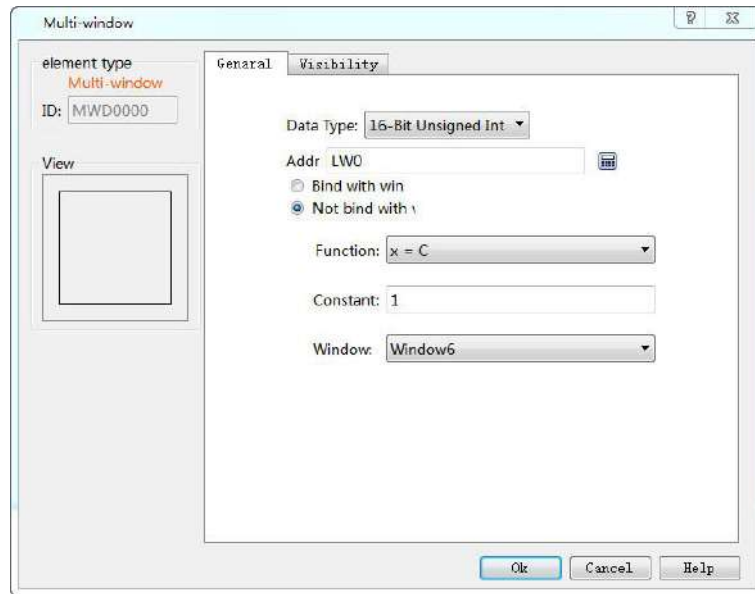 Multi-window
element type
Multi-window
ID: MWD0000
View
Genaral Visibility
Data Type: 16-Bit Unsigned Int
Addr LW0
Bind with win
Not bind with
Function: x = C
Constant: 1
Window: Window6
Ok Cancel Help